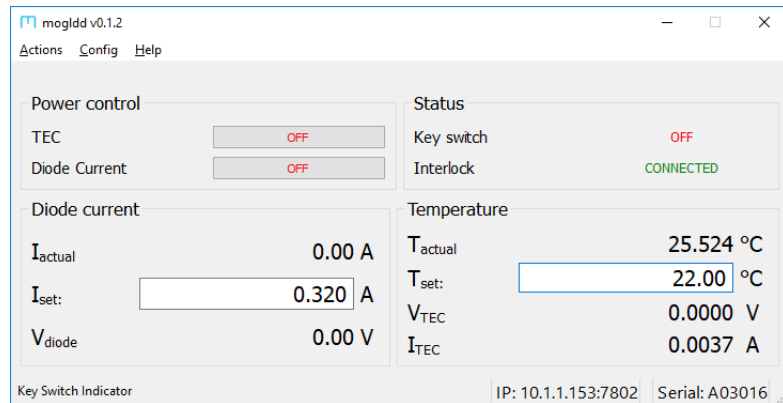 mogldd v0.1.2
Actions Config Help
Power control
TEC OFF
Diode Current OFF
Status
Key switch OFF
Interlock CONNECTED
Diode current
Iactual 0.00 A
Iset: 0.320 A
Vdiode 0.00 V
Temperature
Tactual 25.524 °C
Tset: 22.00 °C
VTEC 0.0000 V
ITEC 0.0037 A
Key Switch Indicator IP: 10.1.1.153:7802 Serial: A03016